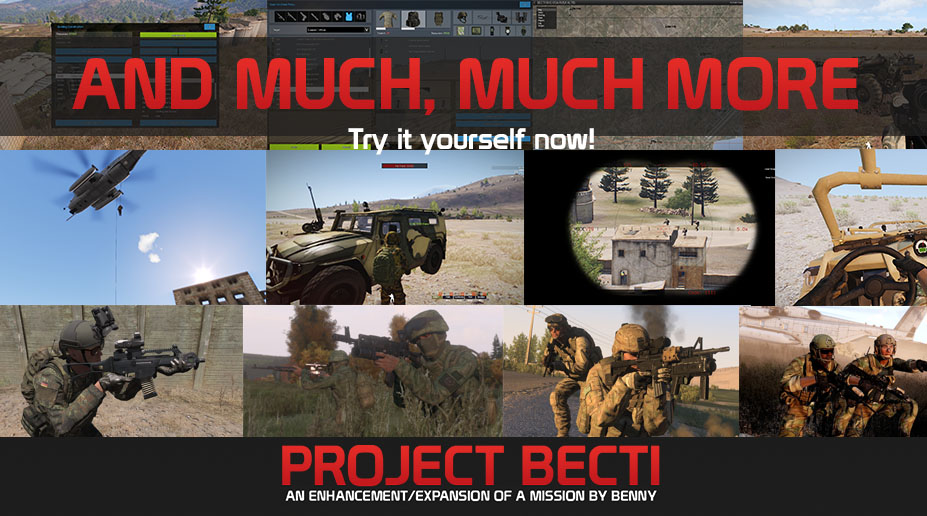 AND MUCH, MUCH MORE
Try it yourself now!
PROJECT BECTI
AN ENHANCEMENT/EXPANSION OF A MISSION BY BENNY